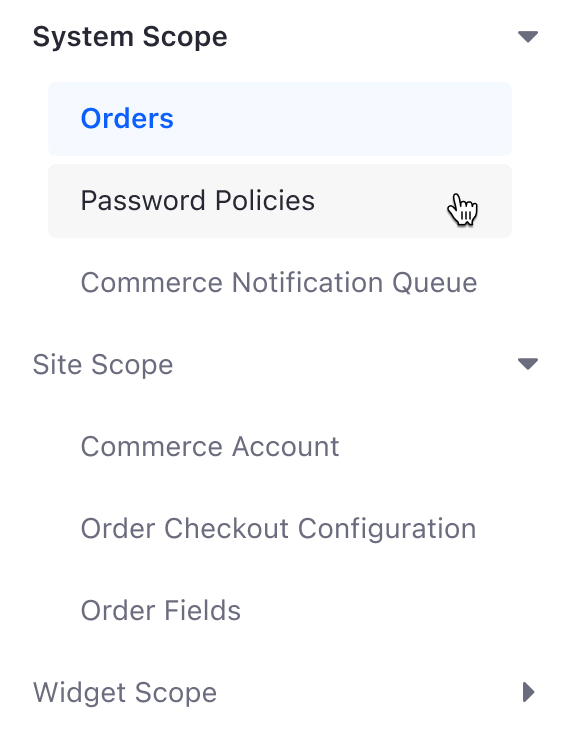 System Scope
Orders
Password Policies
Commerce Notification Queue
Site Scope
Commerce Account
Order Checkout Configuration
Order Fields
Widget Scope